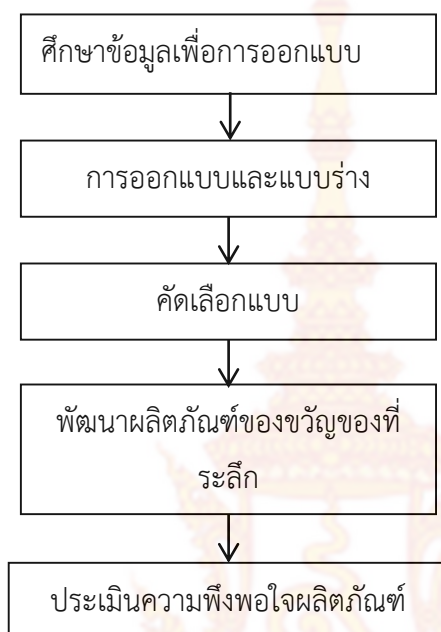 ศึกษาข้อมูลเพื่อการออกแบบ
การออกแบบและแบบร่าง
คัดเลือกแบบ
พัฒนาผลิตภัณฑ์ของขวัญของที่
ระลึก
ประเมินความพึงพอใจผลิตภัณฑ์